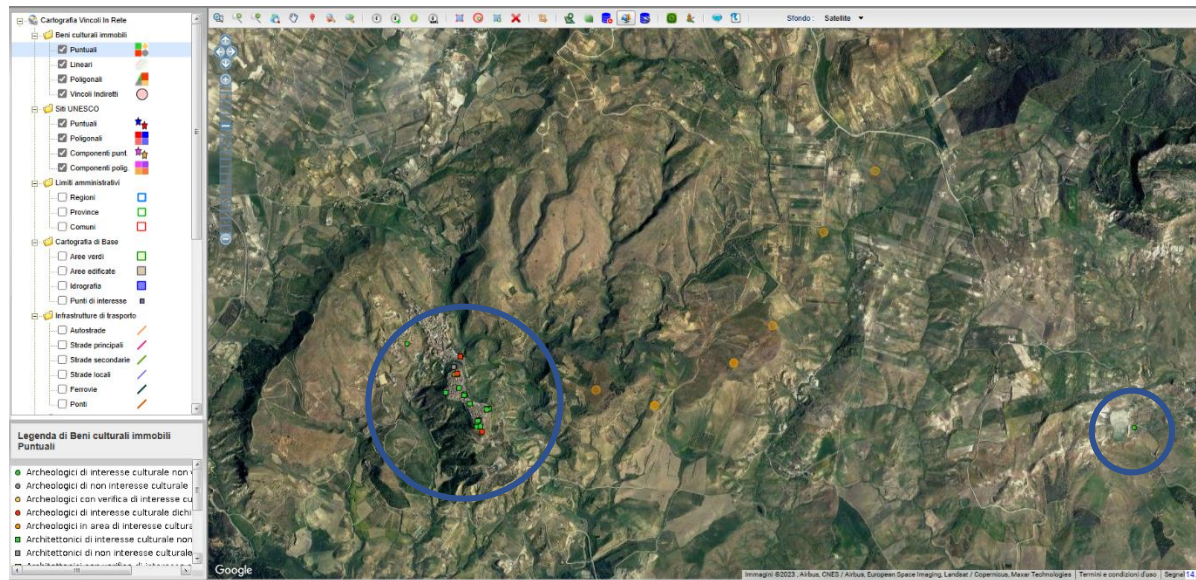 Cartografia Vincoli In Rete
Beni culturali immobili
Puntuali
Lineari
Poligonali
Vincoli Indiretti
Siti UNESCO
Puntuali
Poligonali
Componenti punt.
Componenti polig.
Limiti amministrativi
Regioni
Province
Comuni
Cartografia di Base
Aree verdi
Aree edificate
Idrografia
Punti di interesse
Infrastrutture di trasporto
Autostrade
Strade principali
Strade secondarie
Strade locali
Ferrovie
Ponti
Legenda di Beni culturali immobili
Puntuali
Archeologici di interesse culturale non
Archeologici di non interesse culturale
Archeologici con verifica di interesse cu
Archeologici di interesse culturale dichi
Archeologici in area di interesse cultura
Architettonici di interesse culturale non
Architettonici di non interesse culturale
Sfondo: Satellite
Google
Immagini ©2023 , Airbus, CNES / Airbus, European Space Imaging, Landsat / Copernicus, Maxar Technologies
Termini e condizioni d'uso
Segnal 14